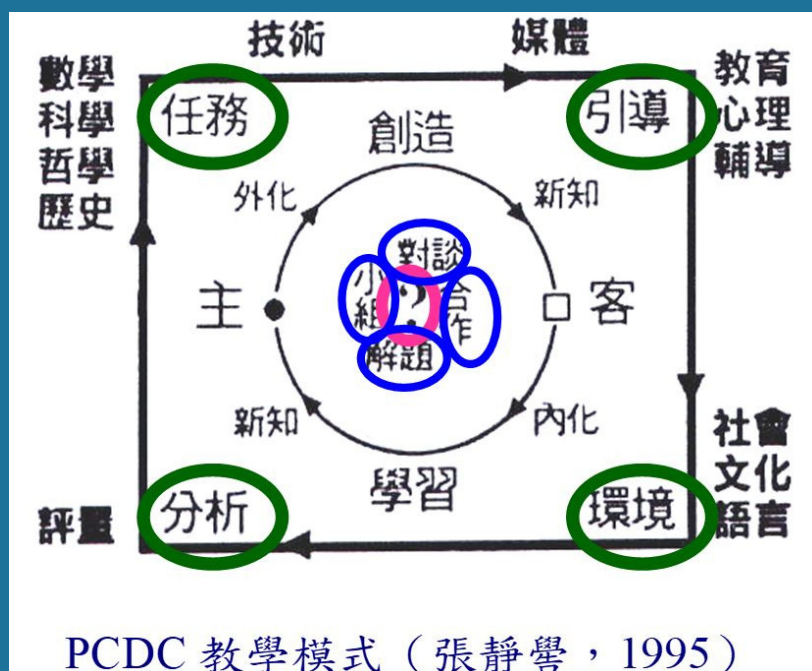 技術
媒體
數學
科學
哲學
歷史
任務
引導
教育
心理
輔導
創造
外化
新知
對談
小組
?
合作
主
客
解題
新知
內化
學習
社會
文化
語言
評量
分析
環境
PCDC 教學模式（張靜嚳，1995）